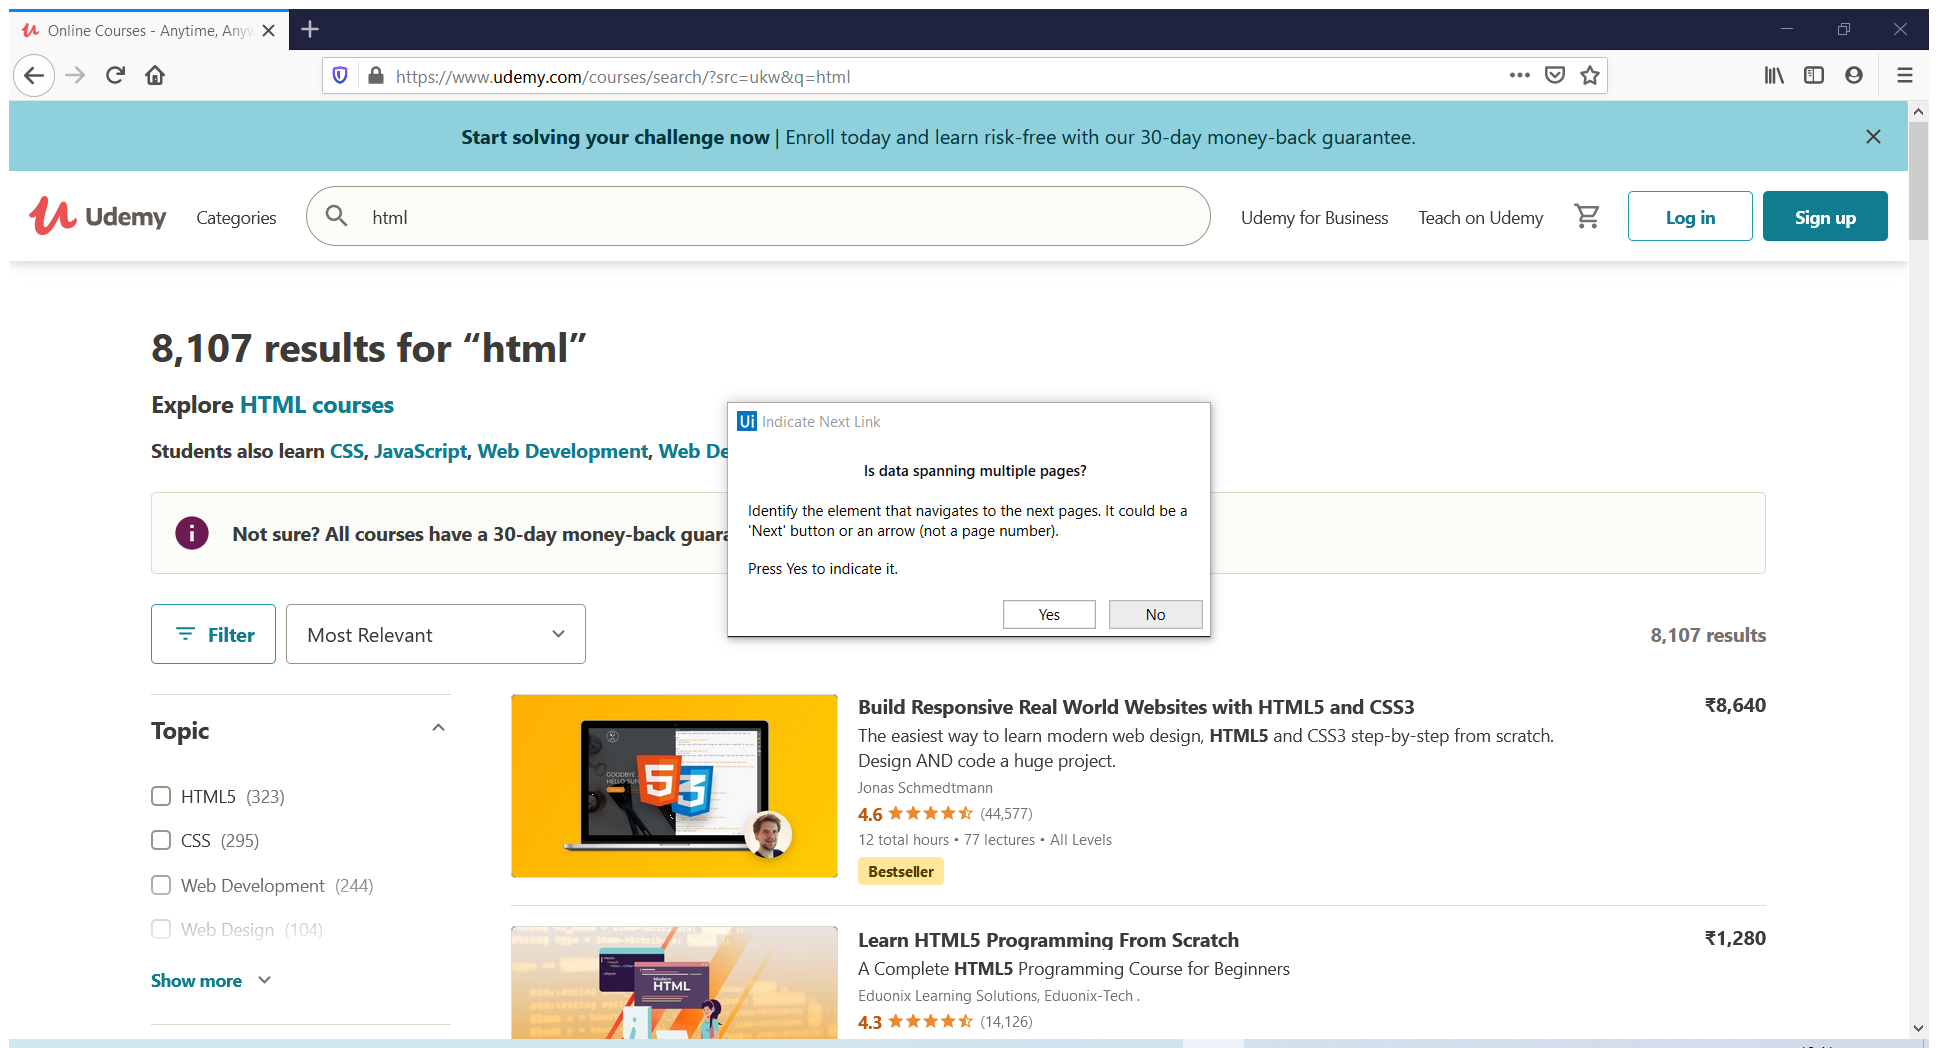 Online Courses - Anytime, Anyw
https://www.udemy.com/courses/search/?src=ukw&q=html
Start solving your challenge now | Enroll today and learn risk-free with our 30-day money-back guarantee.
Udemy
Categories
html
Udemy for Business
Teach on Udemy
Log in
Sign up
8,107 results for “html”
Explore HTML courses
Students also learn CSS, JavaScript, Web Development, Web De
Not sure? All courses have a 30-day money-back guara
Ui Indicate Next Link
Is data spanning multiple pages?
Identify the element that navigates to the next pages. It could be a
'Next' button or an arrow (not a page number).
Press Yes to indicate it.
Yes
No
Filter
Most Relevant
8,107 results
Topic
HTML5 (323)
CSS (295)
Web Development (244)
Web Design (104)
Show more
5
3
Build Responsive Real World Websites with HTML5 and CSS3
₹8,640
The easiest way to learn modern web design, HTML5 and CSS3 step-by-step from scratch.
Design AND code a huge project.
Jonas Schmedtmann
4.6 (44,577)
12 total hours • 77 lectures • All Levels
Bestseller
Modern
HTML
Learn HTML5 Programming From Scratch
₹1,280
A Complete HTML5 Programming Course for Beginners
Eduonix Learning Solutions, Eduonix-Tech .
4.3 (14,126)